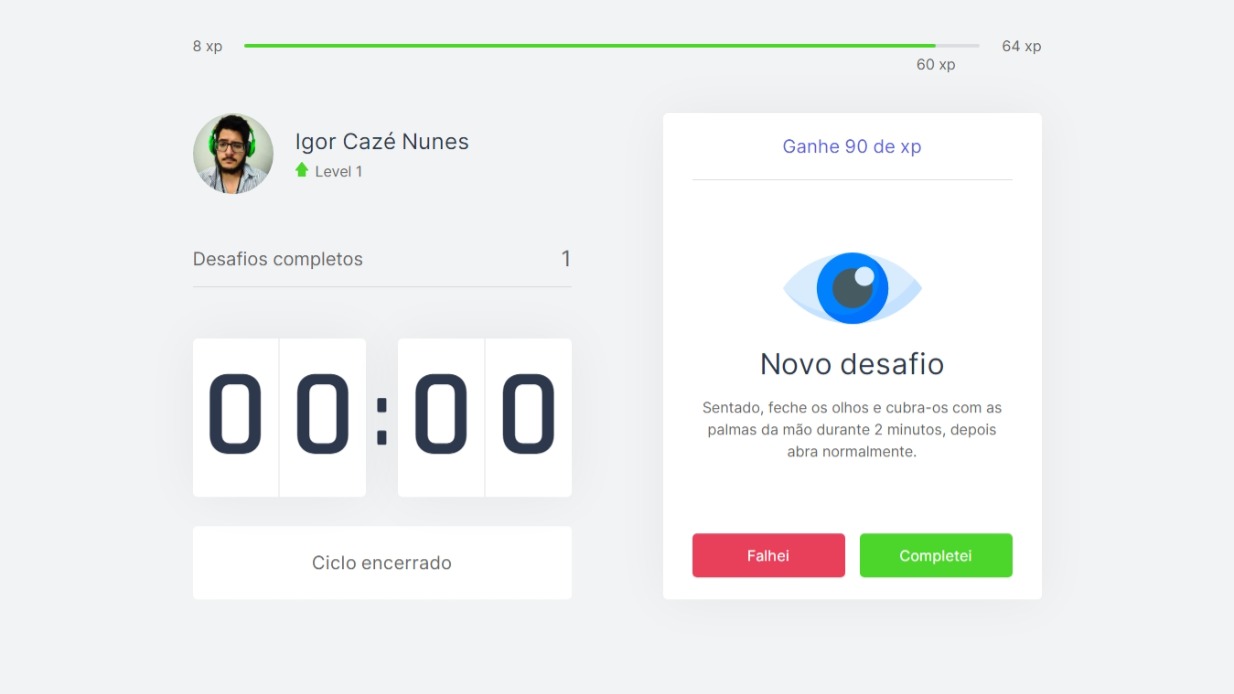 8 xp
64 xp
60 xp
Igor Cazé Nunes
Level 1
Desafios completos
1
00:00
Ciclo encerrado
Ganhe 90 de xp
Novo desafio
Sentado, feche os olhos e cubra-os com as
palmas da mão durante 2 minutos, depois
abra normalmente.
Falhei
Completei